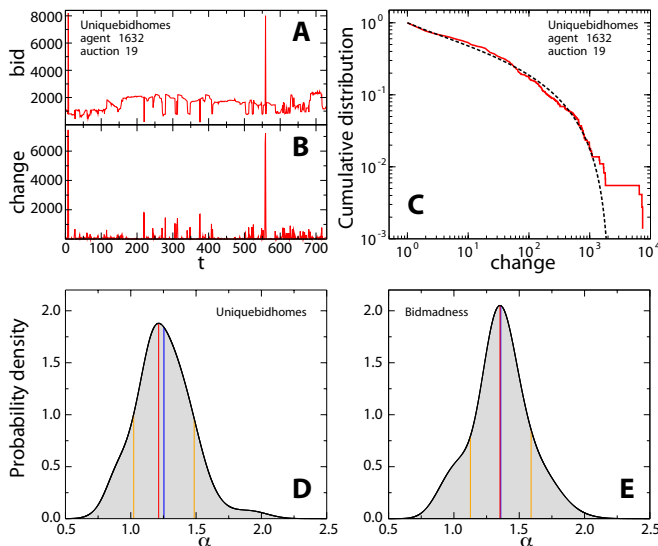 8000
6000
4000
2000
bid
Uniquebidhomes
agent 1632
auction 19
A
6000
4000
2000
change
B
0 100 200 300 400 500 600 700
t
10^0
10^-1
10^-2
10^-3
Cumulative distribution
Uniquebidhomes
agent 1632
auction 19
C
10^0 10^1 10^2 10^3 10^4
change
2.0
1.5
1.0
0.5
0.0
Probability density
Uniquebidhomes
D
0.5 1.0 1.5 2.0 2.5
α
2.0
1.5
1.0
0.5
0.0
Bidmadness
E
0.5 1.0 1.5 2.0 2.5
α